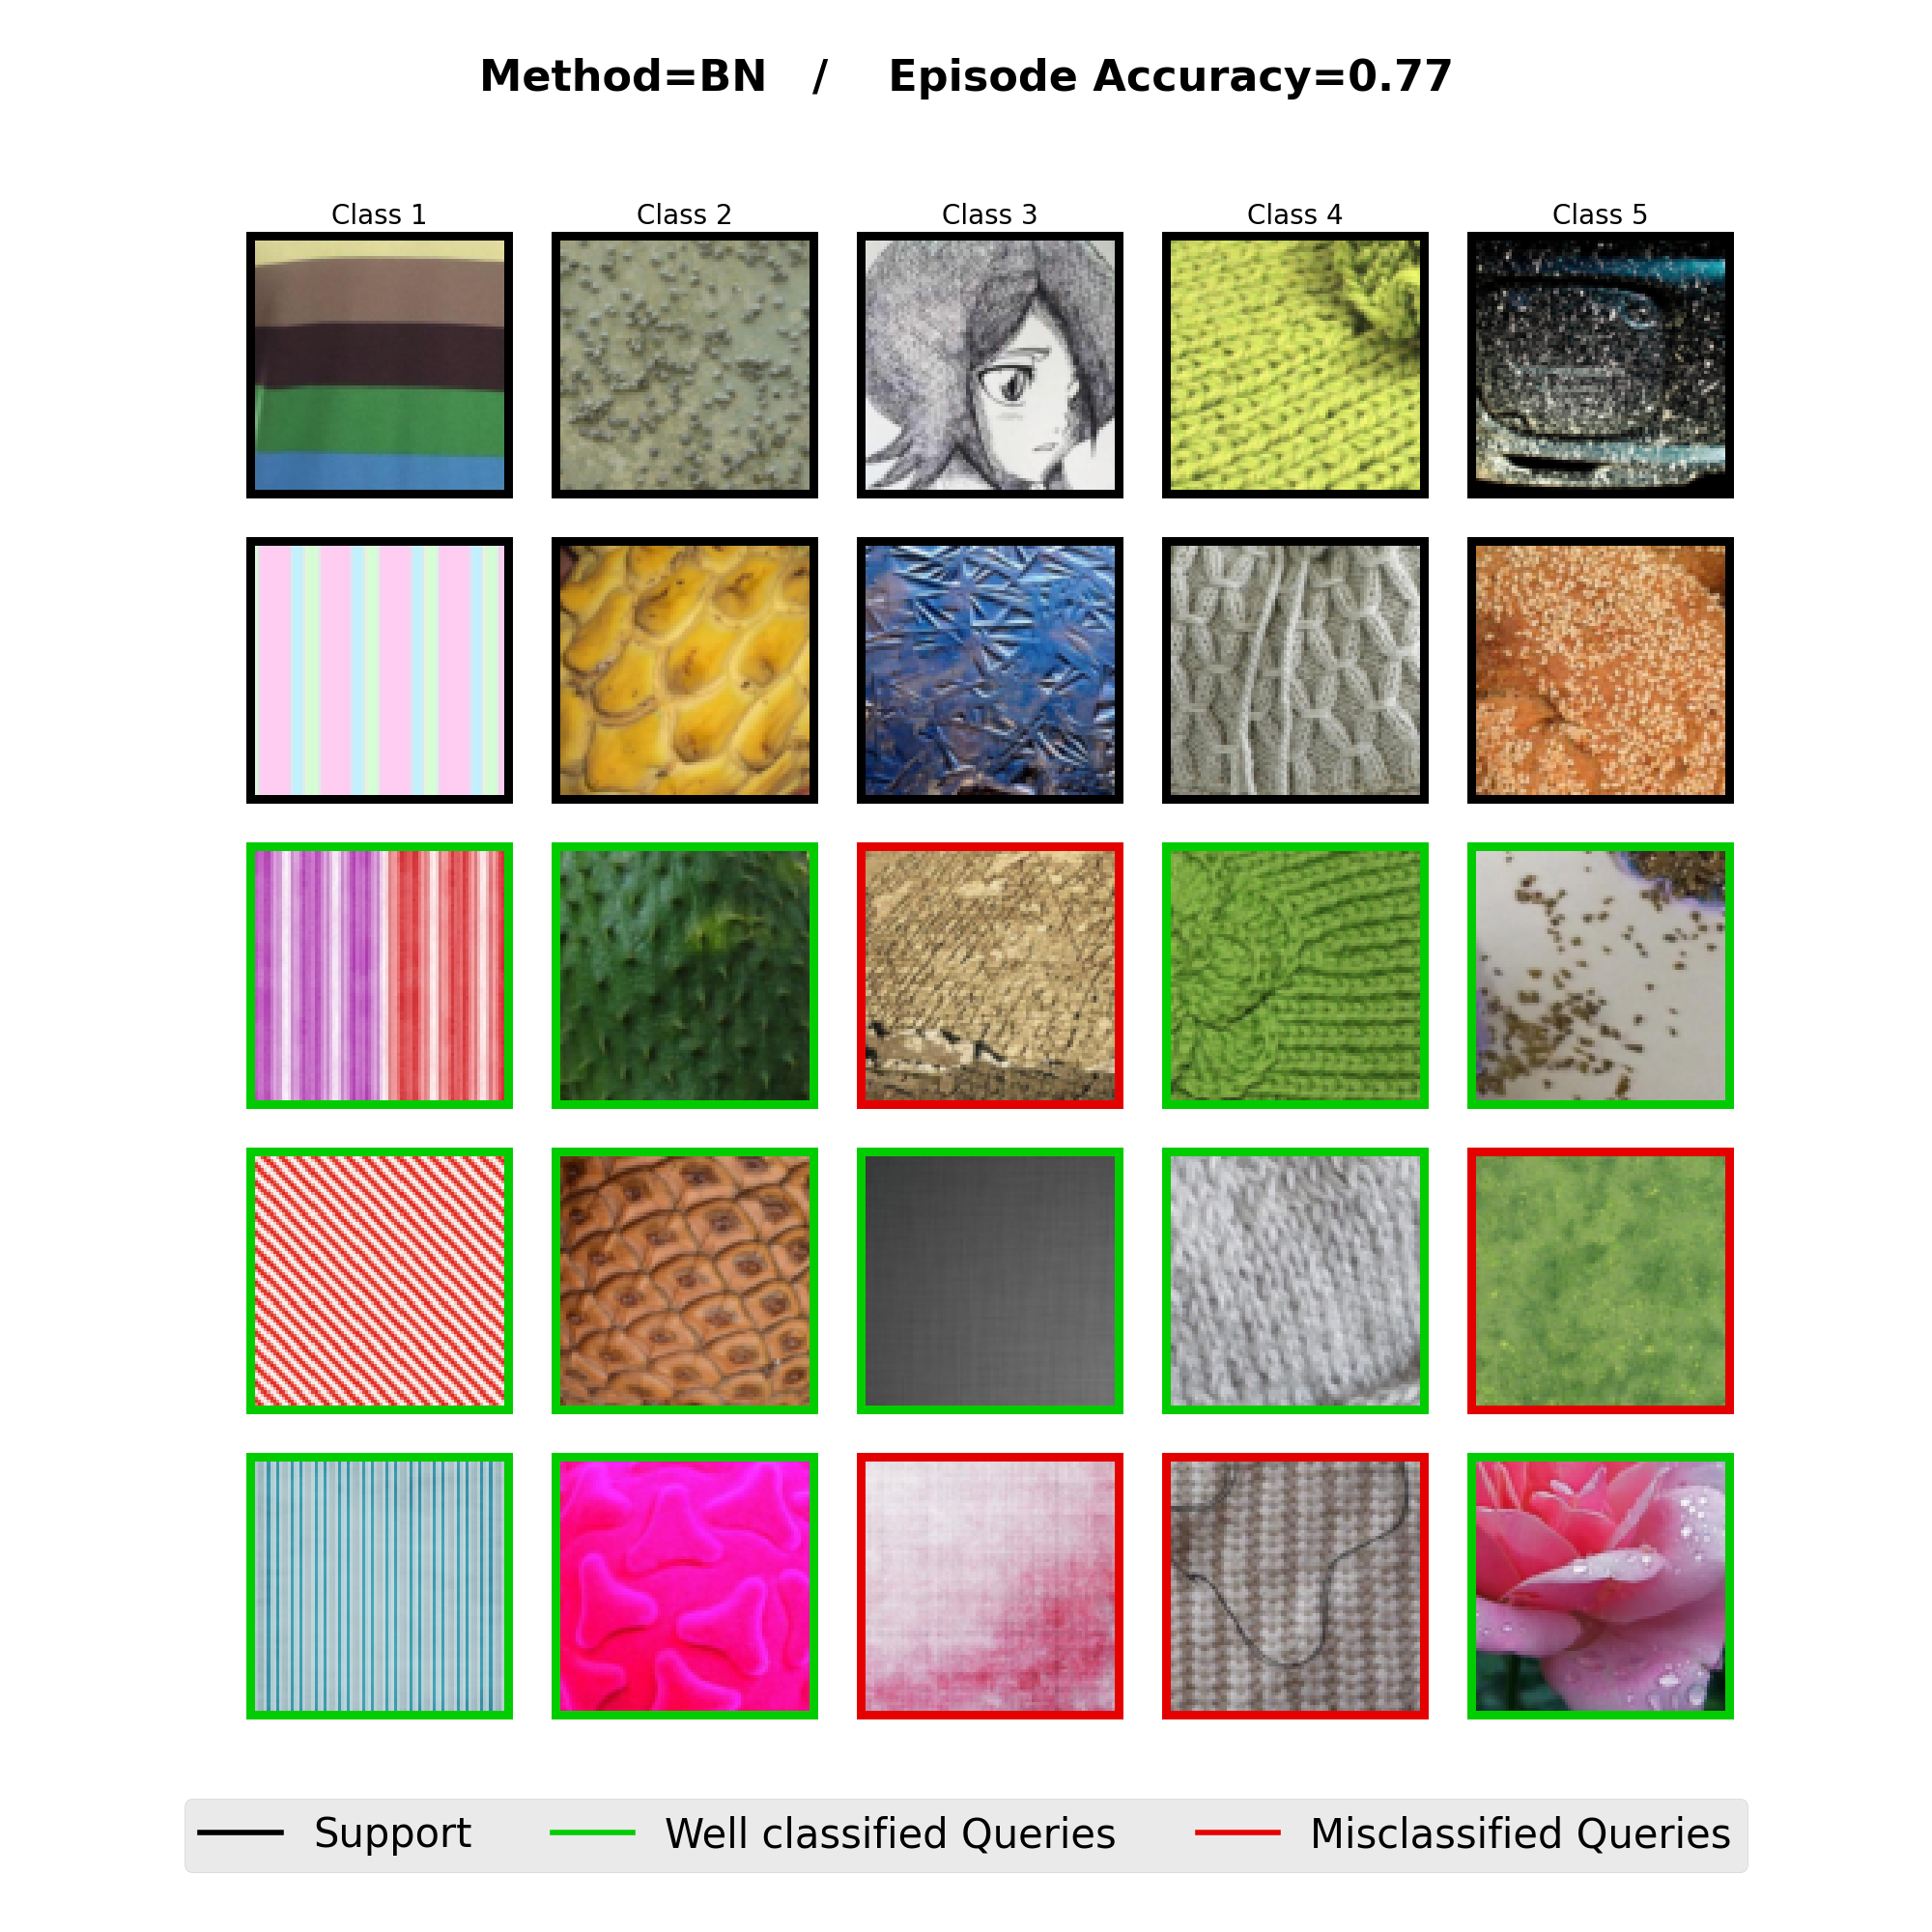 Method=BN / Episode Accuracy=0.77
Class 1 Class 2 Class 3 Class 4 Class 5
Support Well classified Queries Misclassified Queries